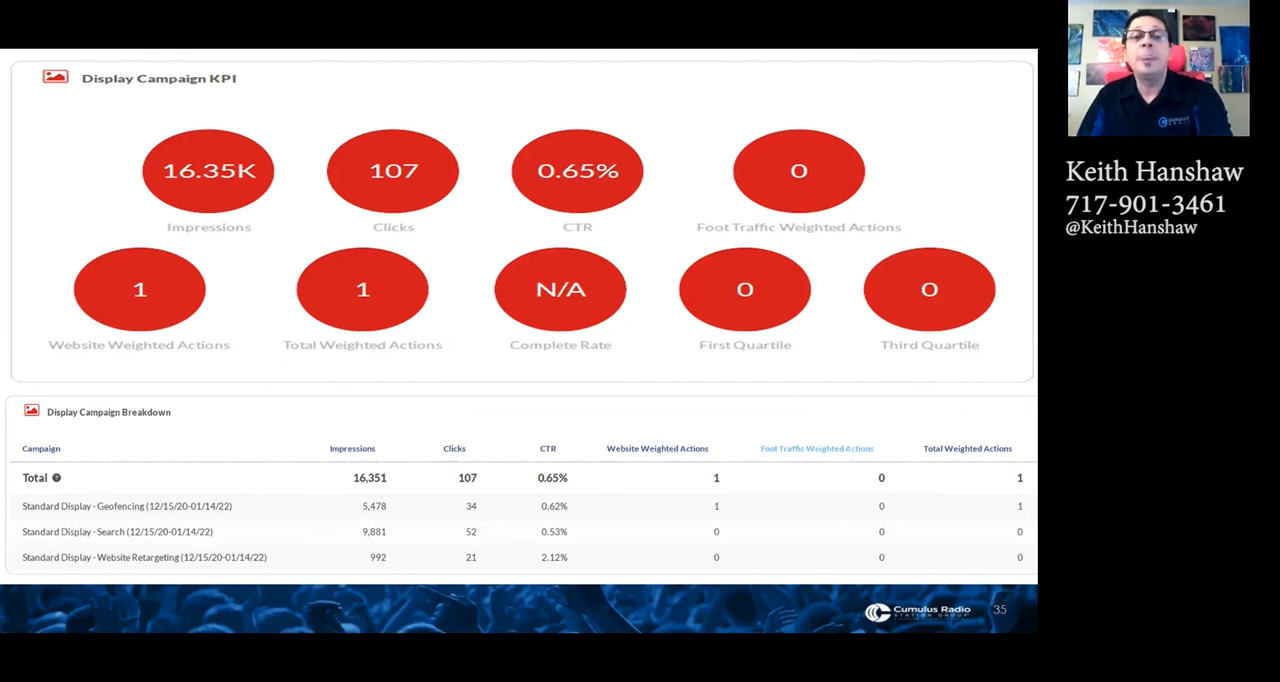 Display Campaign KPI
16.35K
107
0.65%
0
Impressions
Clicks
CTR
Foot Traffic Weighted Actions
1
1
N/A
0
0
Website Weighted Actions
Total Weighted Actions
Complete Rate
First Quartile
Third Quartile
Display Campaign Breakdown
Campaign Impressions Clicks CTR Website Weighted Actions Foot Traffic Weighted Actions Total Weighted Actions
Total 16,351 107 0.65% 1 0 1
Standard Display - Geofencing (12/15/20-01/14/22) 5,478 34 0.62% 1 0 1
Standard Display - Search (12/15/20-01/14/22) 9,881 52 0.53% 0 0 0
Standard Display - Website Retargeting (12/15/20-01/14/22) 992 21 2.12% 0 0 0
Cumulus Radio
STATION GROUP
35
CUMULUS
Keith Hanshaw
717-901-3461
@KeithHanshaw